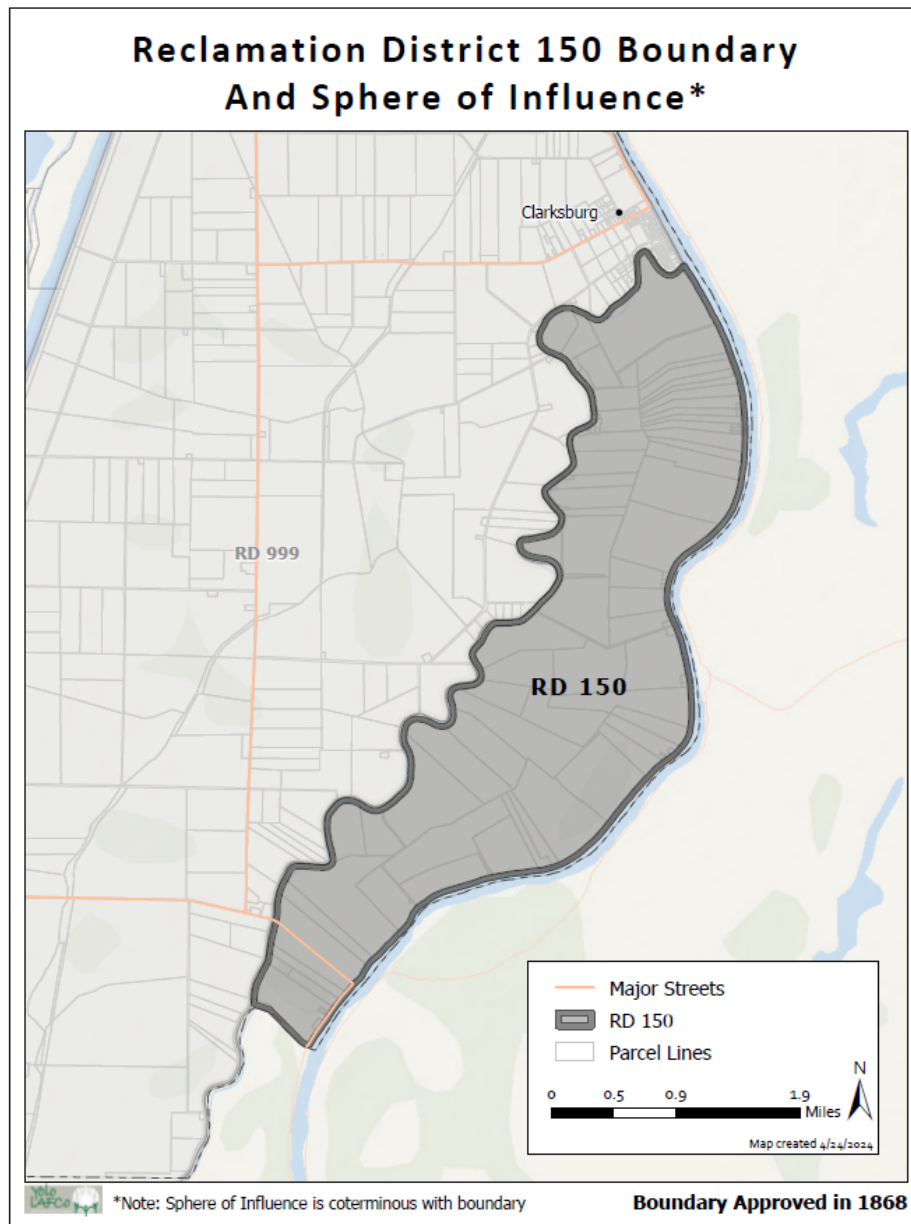 Reclamation District 150 Boundary
And Sphere of Influence*
Clarksburg
RD 999
RD 150
Major Streets
RD 150
Parcel Lines
0 0.5 0.9 1.9
Miles
N
Map created 4/24/2024
Yolo
LAFCO
*Note: Sphere of Influence is coterminous with boundary
Boundary Approved in 1868